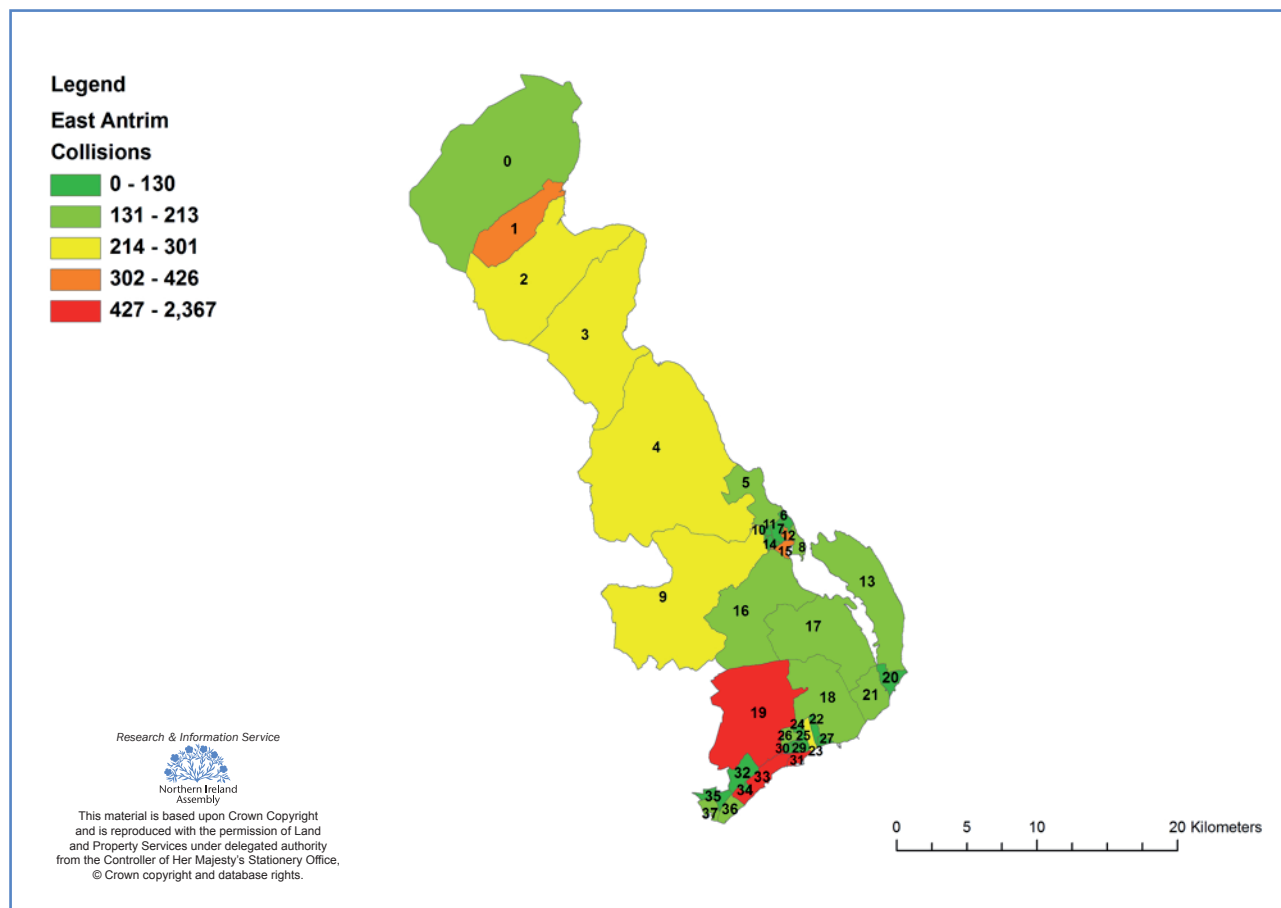 Legend
East Antrim
Collisions
0 - 130
131 - 213
214 - 301
302 - 426
427 - 2,367
0
1
2
3
4
5
6
11 7
10 12
14 8
15
13
9
16
17
20
21
18
19
24 22
26 25 27
30 29 23
31
32
33
34
35
36
37
Research & Information Service
Northern Ireland
Assembly
This material is based upon Crown Copyright
and is reproduced with the permission of Land
and Property Services under delegated authority
from the Controller of Her Majesty's Stationery Office,
© Crown copyright and database rights.
0 5 10 20 Kilometers